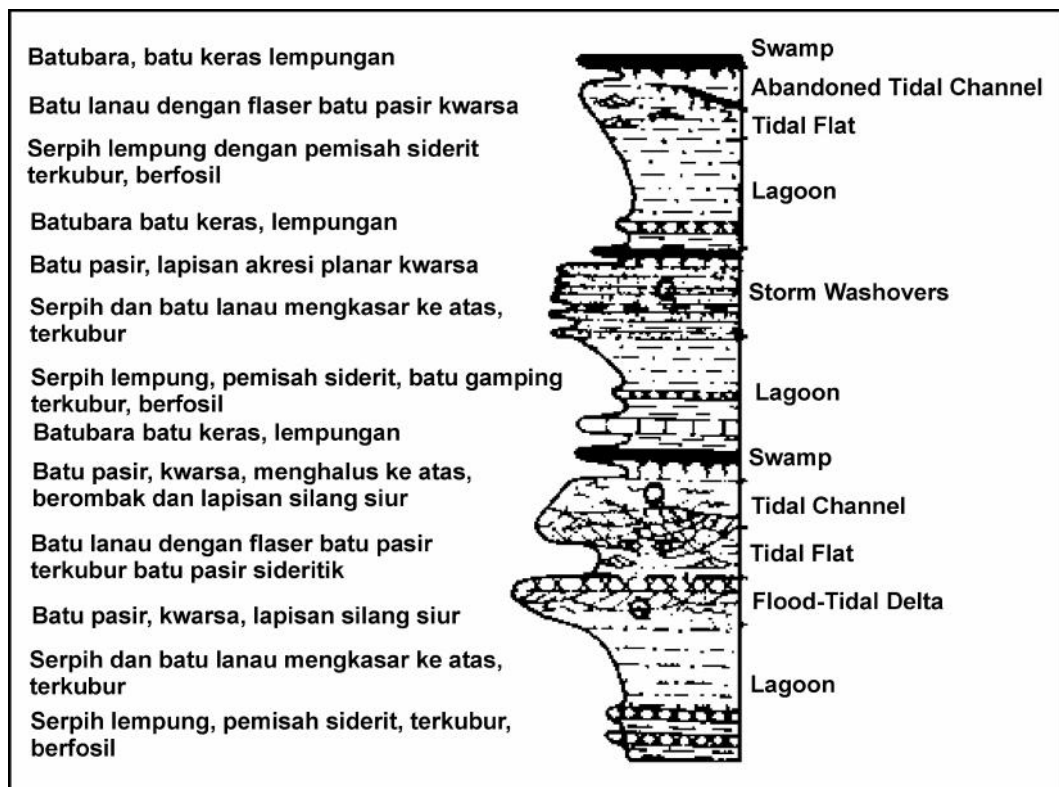 Batubara, batu keras lempungan
Batu lanau dengan flaser batu pasir kwarsa
Serpih lempung dengan pemisah siderit
terkubur, berfosil
Batubara batu keras, lempungan
Batu pasir, lapisan akresi planar kwarsa
Serpih dan batu lanau mengkasar ke atas,
terkubur
Serpih lempung, pemisah siderit, batu gamping
terkubur, berfosil
Batubara batu keras, lempungan
Batu pasir, kwarsa, menghalus ke atas,
berombak dan lapisan silang siur
Batu lanau dengan flaser batu pasir
terkubur batu pasir sideritik
Batu pasir, kwarsa, lapisan silang siur
Serpih dan batu lanau mengkasar ke atas,
terkubur
Serpih lempung, pemisah siderit, terkubur,
berfosil
Swamp
Abandoned Tidal Channel
Tidal Flat
Lagoon
Storm Washovers
Lagoon
Swamp
Tidal Channel
Tidal Flat
Flood-Tidal Delta
Lagoon